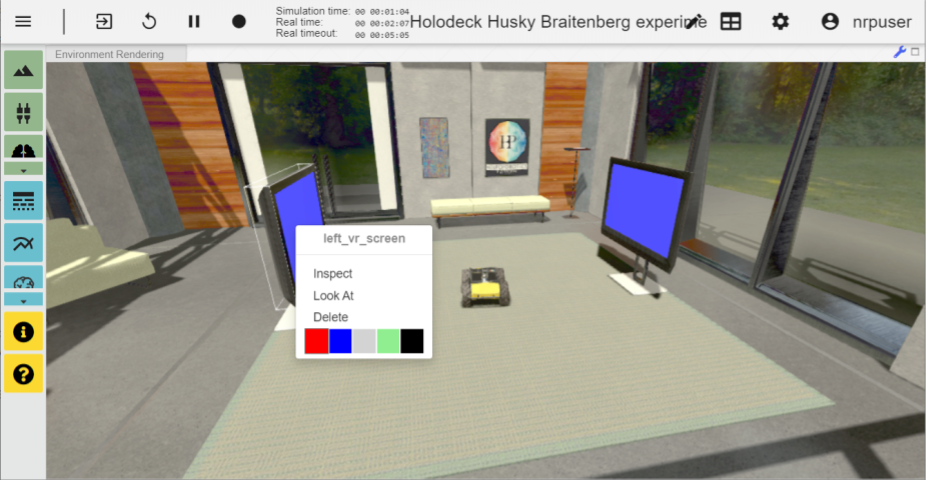 Simulation time: 00 00:01:04
Real time: 00 00:02:07
Real timeout: 00 00:05:05
Holodeck Husky Braitenberg experime
nrpuser
Environment Rendering
HP
left_vr_screen
Inspect
Look At
Delete